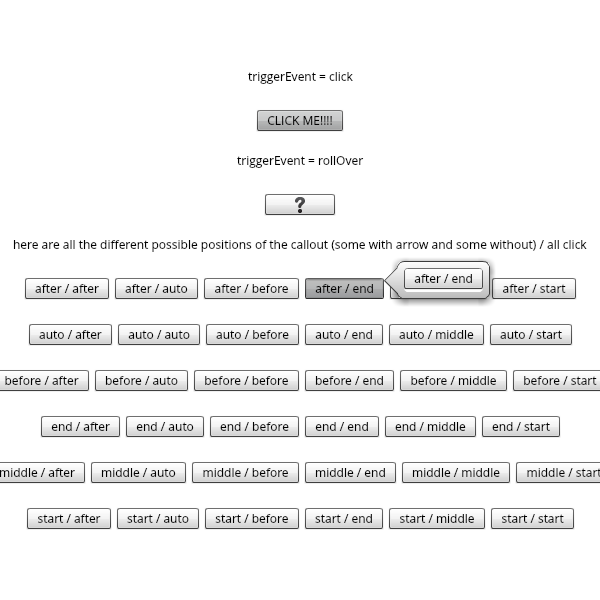 triggerEvent = click
CLICK ME!!!!
triggerEvent = rollOver
?
here are all the different possible positions of the callout (some with arrow and some without) / all click
after / after after / auto after / before after / end after / end after / start
auto / after auto / auto auto / before auto / end auto / middle auto / start
before / after before / auto before / before before / end before / middle before / start
end / after end / auto end / before end / end end / middle end / start
middle / after middle / auto middle / before middle / end middle / middle middle / start
start / after start / auto start / before start / end start / middle start / start